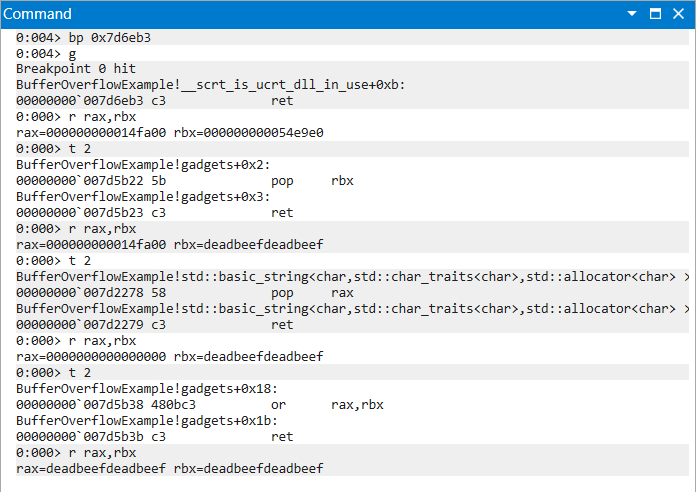 Command
0:004> bp 0x7d6eb3
0:004> g
Breakpoint 0 hit
BufferOverflowExample!__scrt_is_ucrt_dll_in_use+0xb:
00000000`007d6eb3 c3              ret
0:000> r rax,rbx
rax=000000000014fa00 rbx=000000000054e9e0
0:000> t 2
BufferOverflowExample!gadgets+0x2:
00000000`007d5b22 5b              pop     rbx
BufferOverflowExample!gadgets+0x3:
00000000`007d5b23 c3              ret
0:000> r rax,rbx
rax=000000000014fa00 rbx=deadbeefdeadbeef
0:000> t 2
BufferOverflowExample!std::basic_string<char,std::char_traits<char>,std::allocator<char> >
00000000`007d2278 58              pop     rax
BufferOverflowExample!std::basic_string<char,std::char_traits<char>,std::allocator<char> >
00000000`007d2279 c3              ret
0:000> r rax,rbx
rax=0000000000000000 rbx=deadbeefdeadbeef
0:000> t 2
BufferOverflowExample!gadgets+0x18:
00000000`007d5b38 480bc3          or      rax,rbx
BufferOverflowExample!gadgets+0x1b:
00000000`007d5b3b c3              ret
0:000> r rax,rbx
rax=deadbeefdeadbeef rbx=deadbeefdeadbeef